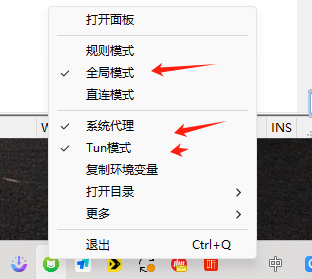 打开面板
规则模式
全局模式
直连模式
系统代理
Tun模式
复制环境变量
打开目录
更多
退出 Ctrl+Q
INS
中